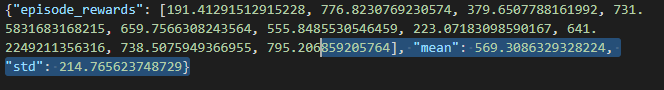 {"episode_rewards": [191.41291512915228, 776.8230769230574, 379.6507788161992, 731.
5831683168215, 659.7566308243564, 555.8485530546459, 223.07183098590167, 641.
2249211356316, 738.5075949366955, 795.206859205764], "mean": 569.3086329328224,
"std": 214.765623748729}